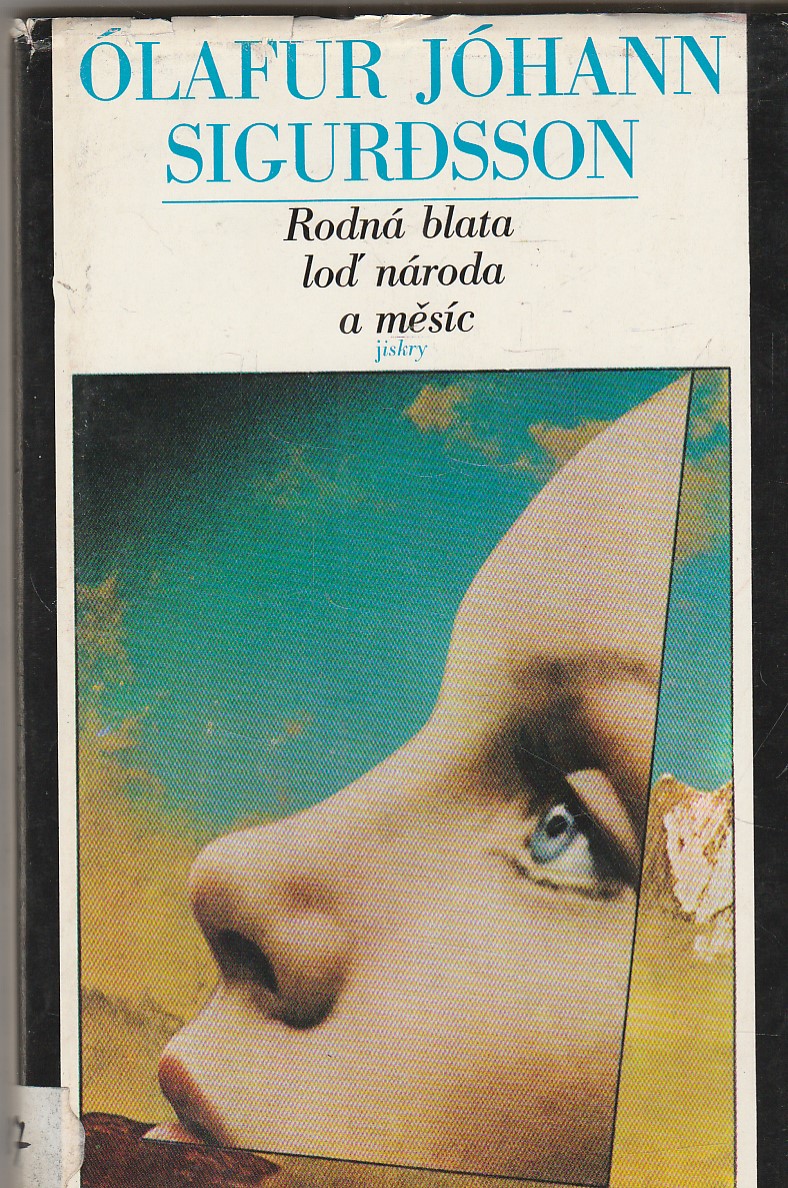 ÓLAFUR JÓHANN
SIGURÐSSON
Rodná blata
loď národa
a měsíc
jiskry